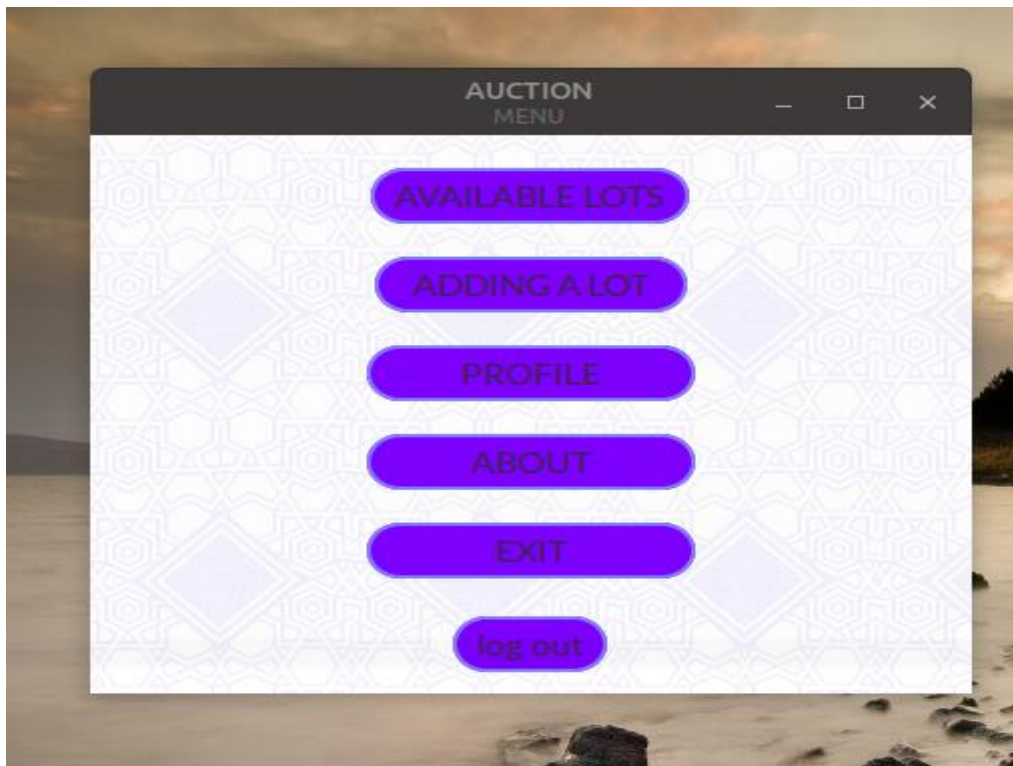 AUCTION
MENU
AVAILABLE LOTS
ADDING A LOT
PROFILE
ABOUT
EXIT
log out